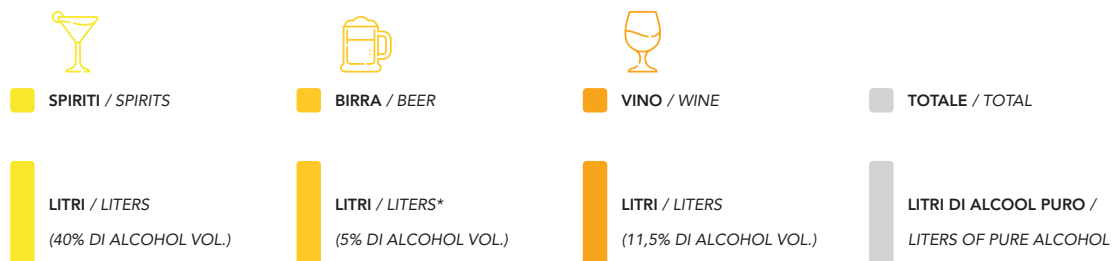 SPIRITI / SPIRITS
BIRRA / BEER
VINO / WINE
TOTALE / TOTAL
LITRI / LITERS
(40% DI ALCOHOL VOL.)
LITRI / LITERS*
(5% DI ALCOHOL VOL.)
LITRI / LITERS
(11,5% DI ALCOHOL VOL.)
LITRI DI ALCOOL PURO /
LITERS OF PURE ALCOHOL